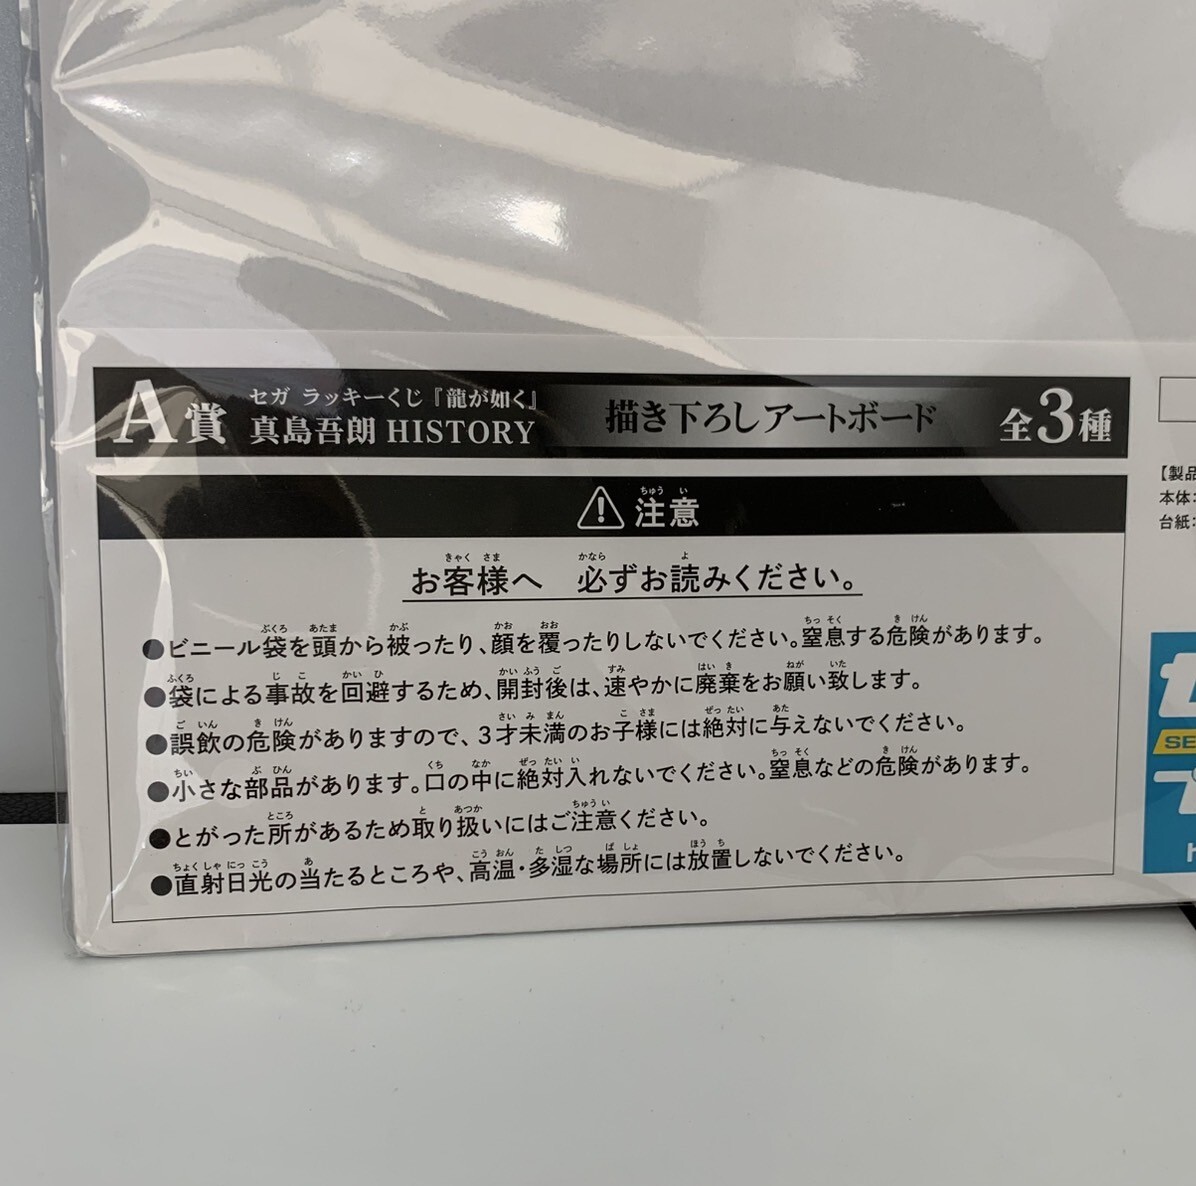 A賞 セガ ラッキーくじ『龍が如く』
真島吾朗 HISTORY 描き下ろしアートボード 全3種
注意
お客様へ 必ずお読みください。
●ビニール袋を頭から被ったり、顔を覆ったりしないでください。窒息する危険があります。
●袋による事故を回避するため、開封後は、速やかに廃棄をお願い致します。
●誤飲の危険がありますので、3才未満のお子様には絶対に与えないでください。
●小さな部品があります。口の中に絶対入れないでください。窒息などの危険があります。
●とがった所があるため取り扱いにはご注意ください。
●直射日光の当たるところや、高温・多湿な場所には放置しないでください。
【製品
本体:
台紙:
セ
SE
プ